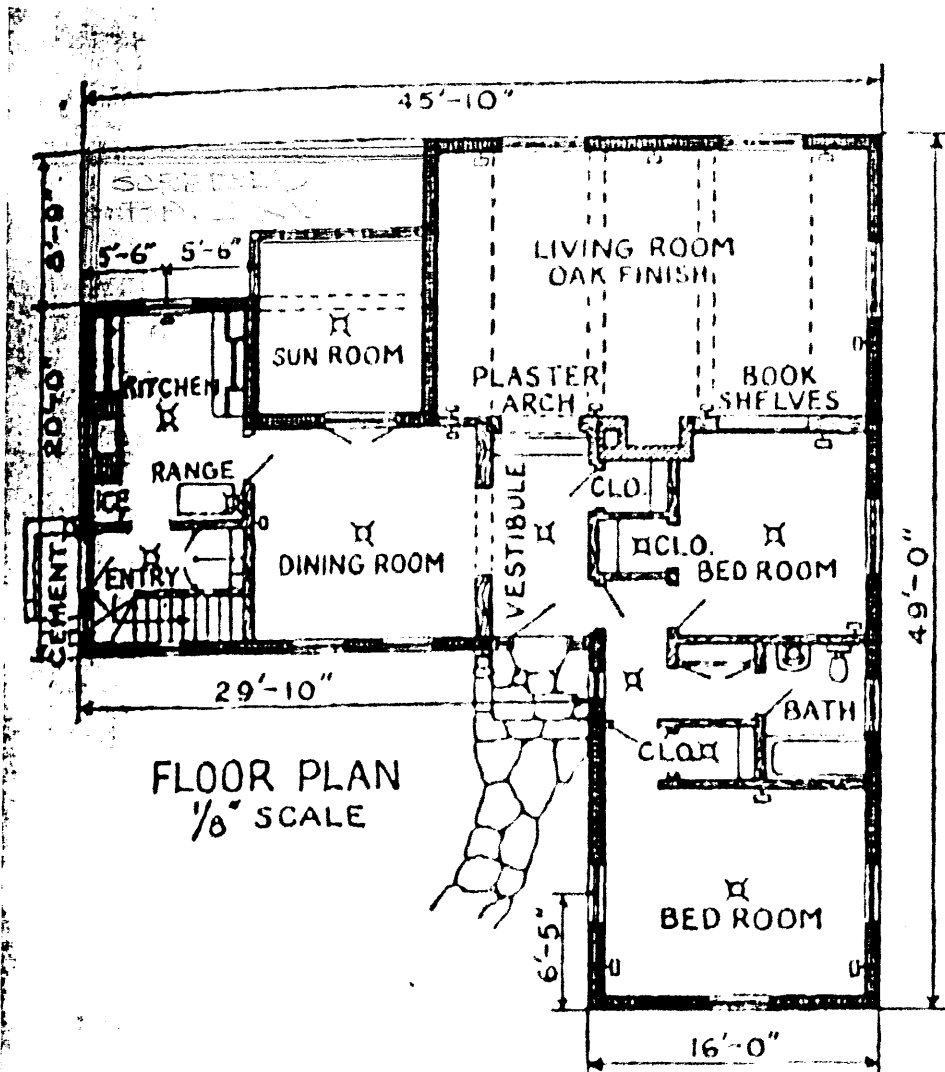 45'-10"
8'-9"
5'-6" 5'-6"
LIVING ROOM
OAK FINISH
SUN ROOM
KITCHEN
PLASTER
ARCH
BOOK
SHELVES
20'-0"
RANGE
ICE
CLO.
VESTIBULE
CLO.
BED ROOM
DINING ROOM
ENTRY
CEMENT
49'-0"
29'-10"
BATH
CLO.
FLOOR PLAN
1/8" SCALE
BED ROOM
6'-5"
16'-0"